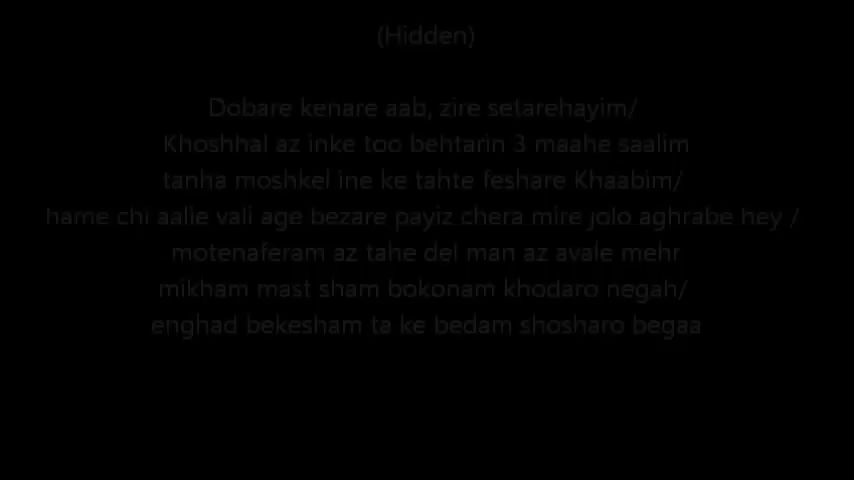 (Hidden)
Dobare kenare aab, zire setarehayim/
Khoshhal az inke too behtarin 3 maahe saalim
tanha moshkel ine ke tahte feshare Khaabim/
hame chi aalie vali age bezare payiz chera mire jolo aghrabe hey /
motenaferam az tahe del man az avale mehr
mikham mast sham bokonam khodaro negah/
enghad bekesham ta ke bedam shosharo begaa